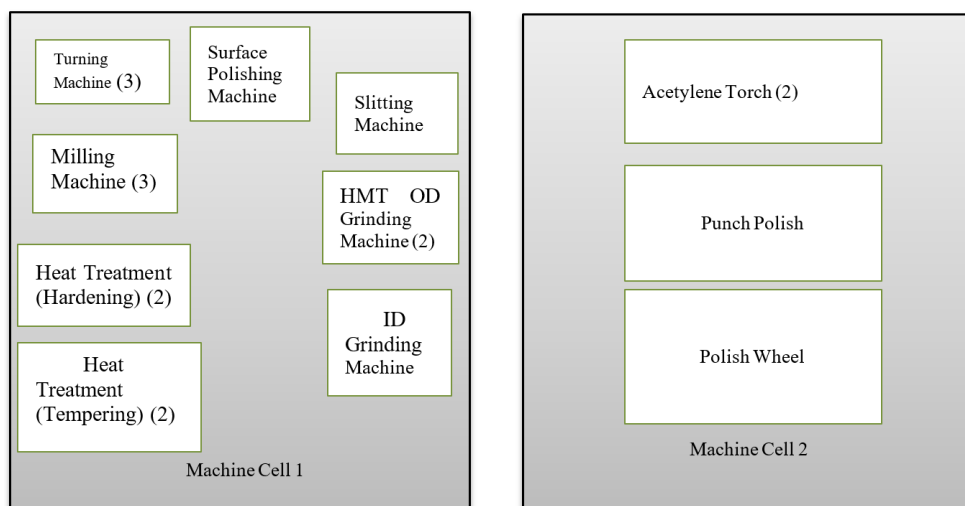 Turning
Machine (3)
Surface
Polishing
Machine
Slitting
Machine
Milling
Machine (3)
HMT OD
Grinding
Machine (2)
Heat Treatment
(Hardening) (2)
ID
Grinding
Machine
Heat
Treatment
(Tempering) (2)
Machine Cell 1
Acetylene Torch (2)
Punch Polish
Polish Wheel
Machine Cell 2